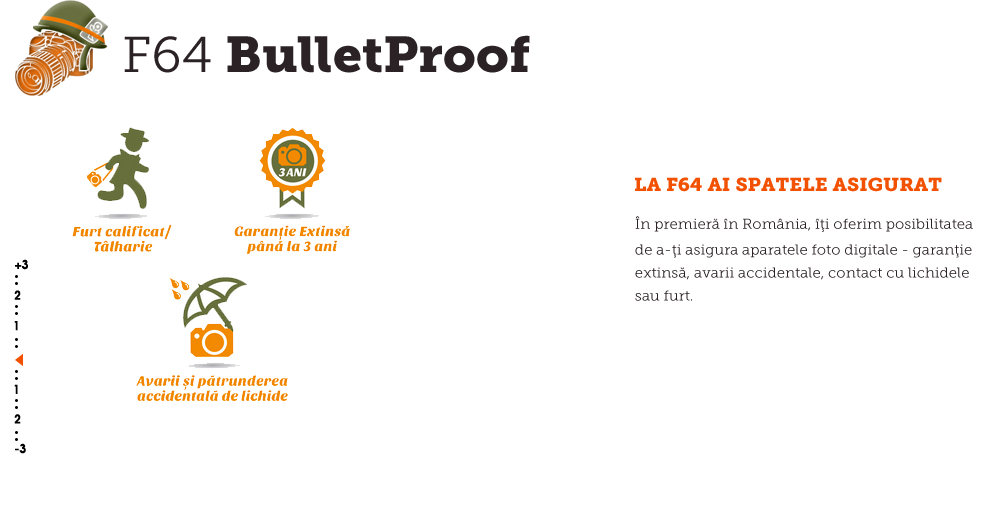 F64 BulletProof
3 ANI
Furt calificat/
Tâlharie
Garanție Extinsă
până la 3 ani
Avarii și pătrunderea
accidentală de lichide
+3
2
1
1
2
-3
LA F64 AI SPATELE ASIGURAT
În premieră în România, îți oferim posibilitatea
de a-ți asigura aparatele foto digitale - garanție
extinsă, avarii accidentale, contact cu lichidele
sau furt.